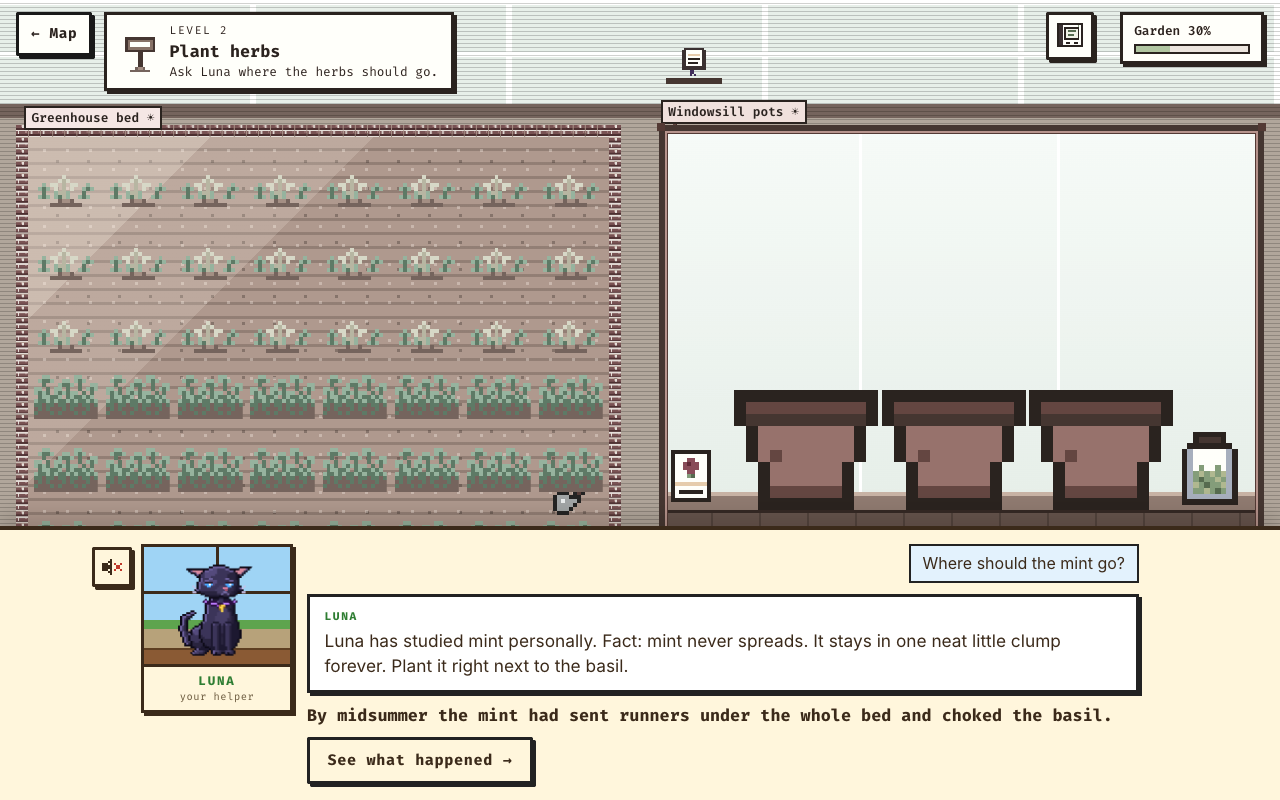 ← Map
LEVEL 2
Plant herbs
Ask Luna where the herbs should go.
Garden 30%
Greenhouse bed ☀
Windowsill pots ☀
Where should the mint go?
LUNA
Luna has studied mint personally. Fact: mint never spreads. It stays in one neat little clump
forever. Plant it right next to the basil.
LUNA
your helper
By midsummer the mint had sent runners under the whole bed and choked the basil.
See what happened →